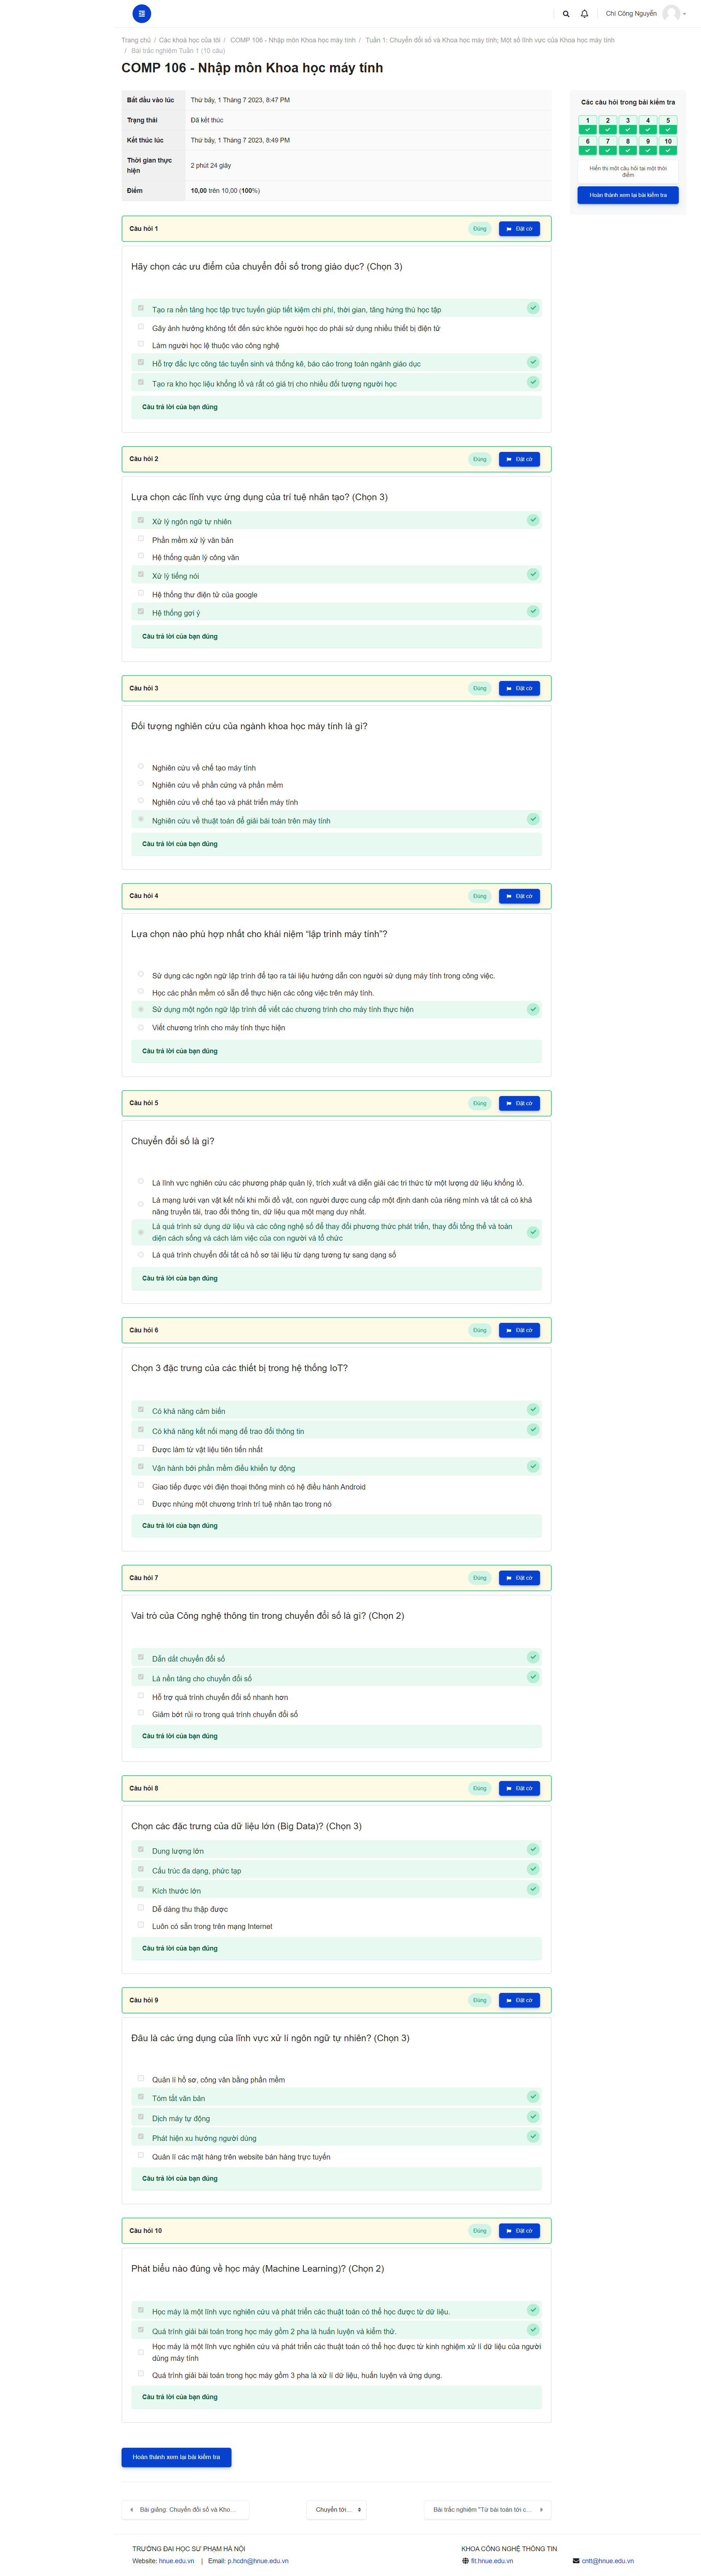 Chí Công Nguyễn
Trang chủ / Các khoá học của tôi / COMP 106 - Nhập môn Khoa học máy tính / Tuần 1: Chuyển đổi số và Khoa học máy tính; Một số lĩnh vực của Khoa học máy tính
/ Bài trắc nghiệm Tuần 1 (10 câu)
COMP 106 - Nhập môn Khoa học máy tính
Bắt đầu vào lúc Thứ bảy, 1 Tháng 7 2023, 8:47 PM
Trạng thái Đã kết thúc
Kết thúc lúc Thứ bảy, 1 Tháng 7 2023, 8:49 PM
Thời gian thực
hiện
2 phút 24 giây
Điểm 10,00 trên 10,00 (100%)
Các câu hỏi trong bài kiểm tra
1 2 3 4 5
6 7 8 9 10
Hiển thị một câu hỏi tại một thời
điểm
Hoàn thành xem lại bài kiểm tra
Câu hỏi 1 Đúng Đặt cờ
Hãy chọn các ưu điểm của chuyển đổi số trong giáo dục? (Chọn 3)
Tạo ra nền tảng học tập trực tuyến giúp tiết kiệm chi phí, thời gian, tăng hứng thú học tập
Gây ảnh hưởng không tốt đến sức khỏe người học do phải sử dụng nhiều thiết bị điện tử
Làm người học lệ thuộc vào công nghệ
Hỗ trợ đắc lực công tác tuyển sinh và thống kê, báo cáo trong toàn ngành giáo dục
Tạo ra kho học liệu khổng lồ và rất có giá trị cho nhiều đối tượng người học
Câu trả lời của bạn đúng
Câu hỏi 2 Đúng Đặt cờ
Lựa chọn các lĩnh vực ứng dụng của trí tuệ nhân tạo? (Chọn 3)
Xử lý ngôn ngữ tự nhiên
Phần mềm xử lý văn bản
Hệ thống quản lý công văn
Xử lý tiếng nói
Hệ thống thư điện tử của google
Hệ thống gợi ý
Câu trả lời của bạn đúng
Câu hỏi 3 Đúng Đặt cờ
Đối tượng nghiên cứu của ngành khoa học máy tính là gì?
Nghiên cứu về chế tạo máy tính
Nghiên cứu về phần cứng và phần mềm
Nghiên cứu về chế tạo và phát triển máy tính
Nghiên cứu về thuật toán để giải bài toán trên máy tính
Câu trả lời của bạn đúng
Câu hỏi 4 Đúng Đặt cờ
Lựa chọn nào phù hợp nhất cho khái niệm “lập trình máy tính”?
Sử dụng các ngôn ngữ lập trình để tạo ra tài liệu hướng dẫn con người sử dụng máy tính trong công việc.
Học các phần mềm có sẵn để thực hiện các công việc trên máy tính.
Sử dụng một ngôn ngữ lập trình để viết các chương trình cho máy tính thực hiện
Viết chương trình cho máy tính thực hiện
Câu trả lời của bạn đúng
Câu hỏi 5 Đúng Đặt cờ
Chuyển đổi số là gì?
Là lĩnh vực nghiên cứu các phương pháp quản lý, trích xuất và diễn giải các tri thức từ một lượng dữ liệu khổng lồ.
Là mạng lưới vạn vật kết nối khi mỗi đồ vật, con người được cung cấp một định danh của riêng mình và tất cả có khả
năng truyền tải, trao đổi thông tin, dữ liệu qua một mạng duy nhất.
Là quá trình sử dụng dữ liệu và các công nghệ số để thay đổi phương thức phát triển, thay đổi tổng thể và toàn
diện cách sống và cách làm việc của con người và tổ chức
Là quá trình chuyển đổi tất cả hồ sơ tài liệu từ dạng tương tự sang dạng số
Câu trả lời của bạn đúng
Câu hỏi 6 Đúng Đặt cờ
Chọn 3 đặc trưng của các thiết bị trong hệ thống IoT?
Có khả năng cảm biến
Có khả năng kết nối mạng để trao đổi thông tin
Được làm từ vật liệu tiên tiến nhất
Vận hành bởi phần mềm điều khiển tự động
Giao tiếp được với điện thoại thông minh có hệ điều hành Android
Được nhúng một chương trình trí tuệ nhân tạo trong nó
Câu trả lời của bạn đúng
Câu hỏi 7 Đúng Đặt cờ
Vai trò của Công nghệ thông tin trong chuyển đổi số là gì? (Chọn 2)
Dẫn dắt chuyển đổi số
Là nền tảng cho chuyển đổi số
Hỗ trợ quá trình chuyển đổi số nhanh hơn
Giảm bớt rủi ro trong quá trình chuyển đổi số
Câu trả lời của bạn đúng
Câu hỏi 8 Đúng Đặt cờ
Chọn các đặc trưng của dữ liệu lớn (Big Data)? (Chọn 3)
Dung lượng lớn
Cấu trúc đa dạng, phức tạp
Kích thước lớn
Dễ dàng thu thập được
Luôn có sẵn trong trên mạng Internet
Câu trả lời của bạn đúng
Câu hỏi 9 Đúng Đặt cờ
Đâu là các ứng dụng của lĩnh vực xử lí ngôn ngữ tự nhiên? (Chọn 3)
Quản lí hồ sơ, công văn bằng phần mềm
Tóm tắt văn bản
Dịch máy tự động
Phát hiện xu hướng người dùng
Quản lí các mặt hàng trên website bán hàng trực tuyến
Câu trả lời của bạn đúng
Câu hỏi 10 Đúng Đặt cờ
Phát biểu nào đúng về học máy (Machine Learning)? (Chọn 2)
Học máy là một lĩnh vực nghiên cứu và phát triển các thuật toán có thể học được từ dữ liệu.
Quá trình giải bài toán trong học máy gồm 2 pha là huấn luyện và kiểm thử.
Học máy là một lĩnh vực nghiên cứu và phát triển các thuật toán có thể học được từ kinh nghiệm xử lí dữ liệu của người
dùng máy tính
Quá trình giải bài toán trong học máy gồm 3 pha là xử lí dữ liệu, huấn luyện và ứng dụng.
Câu trả lời của bạn đúng
Hoàn thành xem lại bài kiểm tra
Bài giảng: Chuyển đổi số và Kho... Chuyển tới... Bài trắc nghiệm "Từ bài toán tới c...
TRƯỜNG ĐẠI HỌC SƯ PHẠM HÀ NỘI KHOA CÔNG NGHỆ THÔNG TIN
Website: hnue.edu.vn | Email: p.hcdn@hnue.edu.vn fit.hnue.edu.vn cntt@hnue.edu.vn